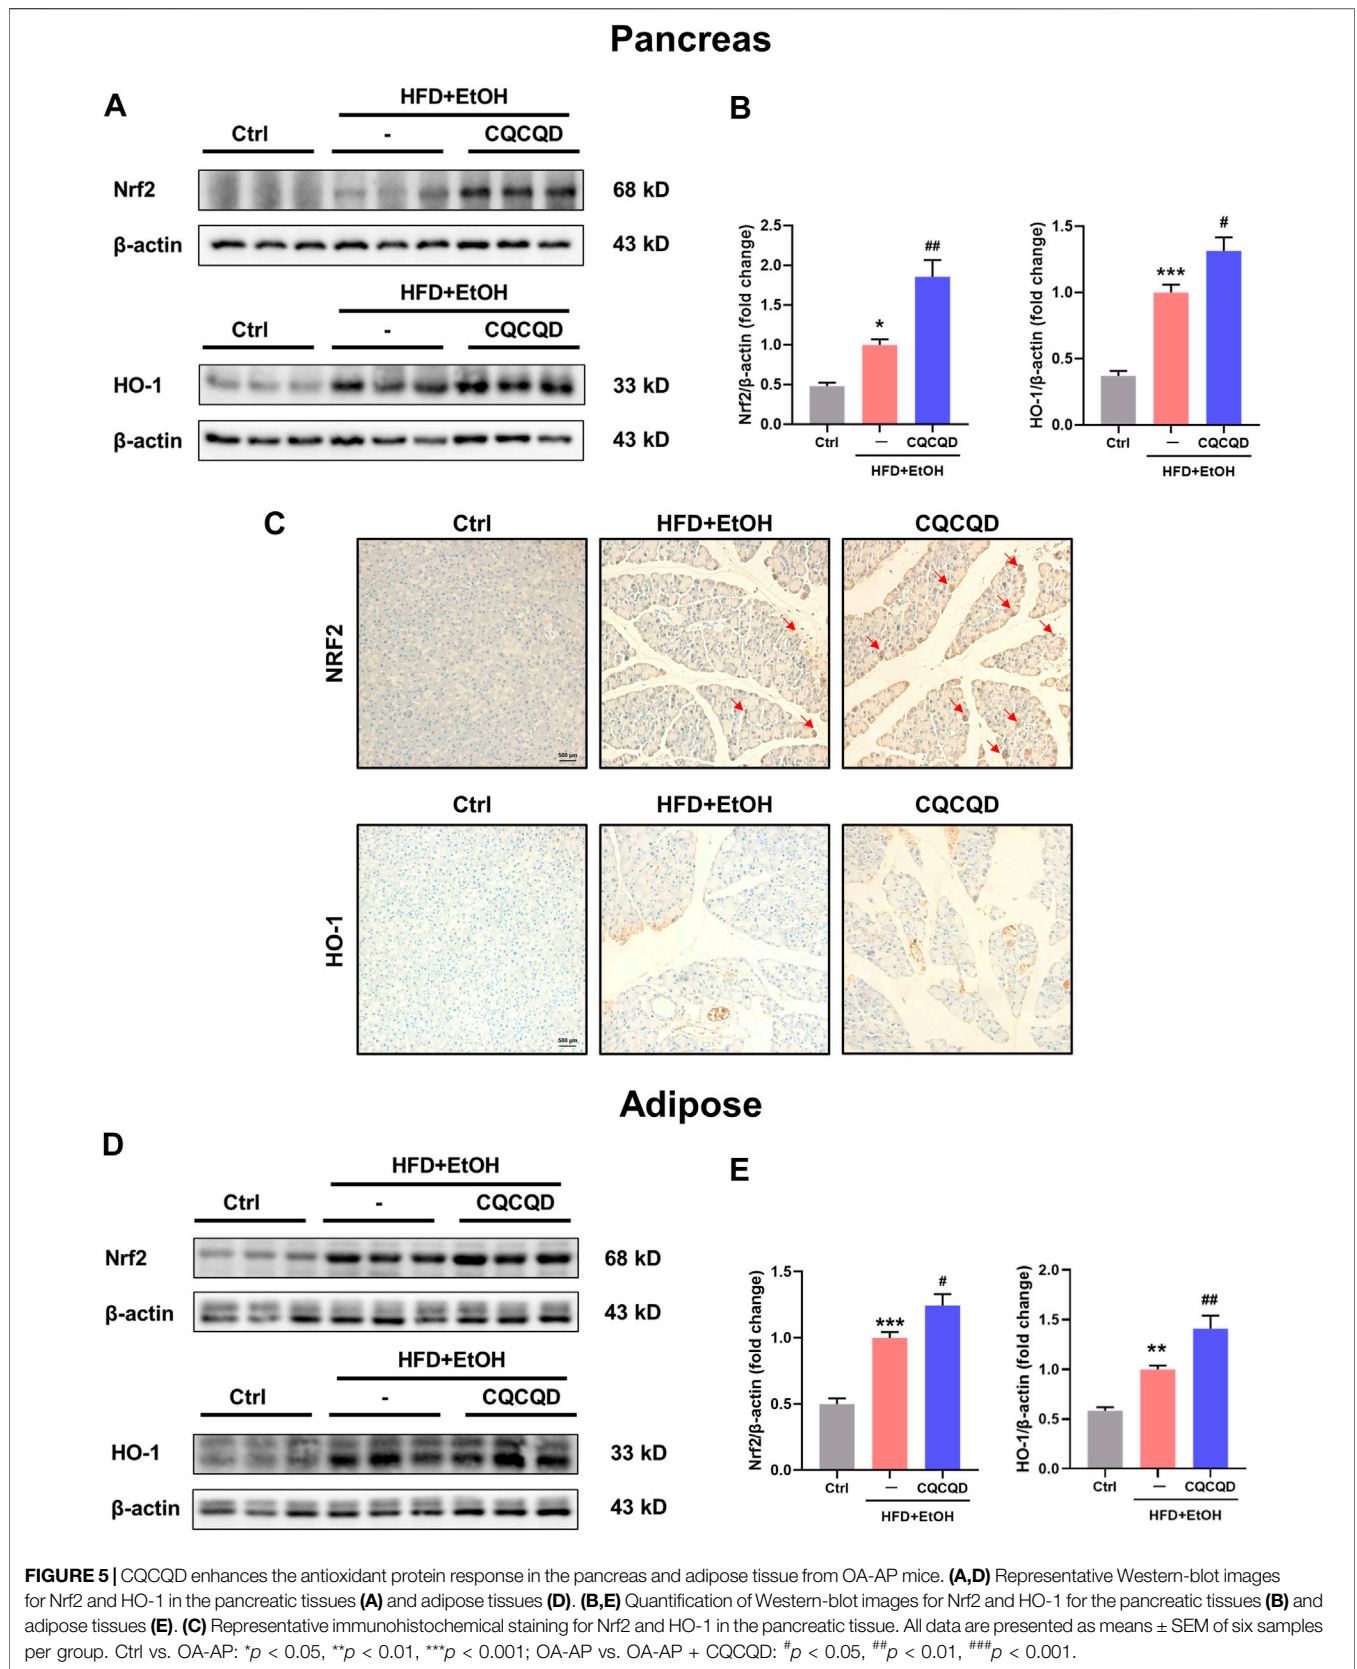 Pancreas
A
HFD+EtOH
Ctrl
-
CQCQD
Nrf2
68 kD
β-actin
43 kD
HFD+EtOH
Ctrl
-
CQCQD
HO-1
33 kD
β-actin
43 kD
B
Nrf2/β-actin (fold change)
2.5
2.0
1.5
1.0
0.5
0.0
*
##
Ctrl
—
CQCQD
HFD+EtOH
HO-1/β-actin (fold change)
1.5
1.0
0.5
0.0
***
#
Ctrl
—
CQCQD
HFD+EtOH
C
Ctrl
HFD+EtOH
CQCQD
NRF2
500 μm
Ctrl
HFD+EtOH
CQCQD
HO-1
500 μm
Adipose
D
HFD+EtOH
Ctrl
-
CQCQD
Nrf2
68 kD
β-actin
43 kD
HFD+EtOH
Ctrl
-
CQCQD
HO-1
33 kD
β-actin
43 kD
E
Nrf2/β-actin (fold change)
1.5
1.0
0.5
0.0
***
#
Ctrl
—
CQCQD
HFD+EtOH
HO-1/β-actin (fold change)
2.0
1.5
1.0
0.5
0.0
**
##
Ctrl
—
CQCQD
HFD+EtOH
FIGURE 5 | CQCQD enhances the antioxidant protein response in the pancreas and adipose tissue from OA-AP mice. (A,D) Representative Western-blot images
for Nrf2 and HO-1 in the pancreatic tissues (A) and adipose tissues (D). (B,E) Quantification of Western-blot images for Nrf2 and HO-1 for the pancreatic tissues (B) and
adipose tissues (E). (C) Representative immunohistochemical staining for Nrf2 and HO-1 in the pancreatic tissue. All data are presented as means ± SEM of six samples
per group. Ctrl vs. OA-AP: *p < 0.05, **p < 0.01, ***p < 0.001; OA-AP vs. OA-AP + CQCQD: #p < 0.05, ##p < 0.01, ###p < 0.001.